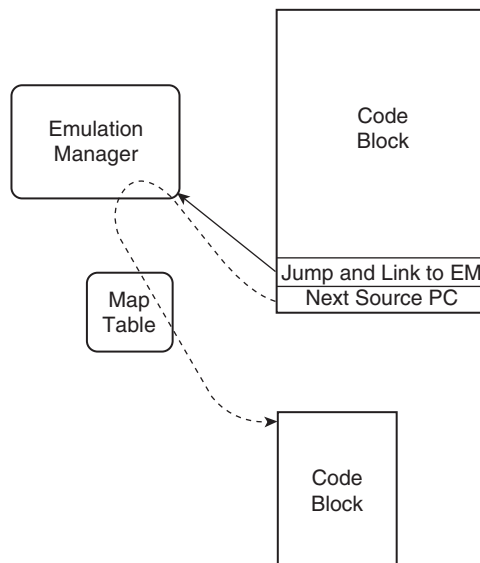 Code
Block
Emulation
Manager
Jump and Link to EM
Next Source PC
Map
Table
Code
Block